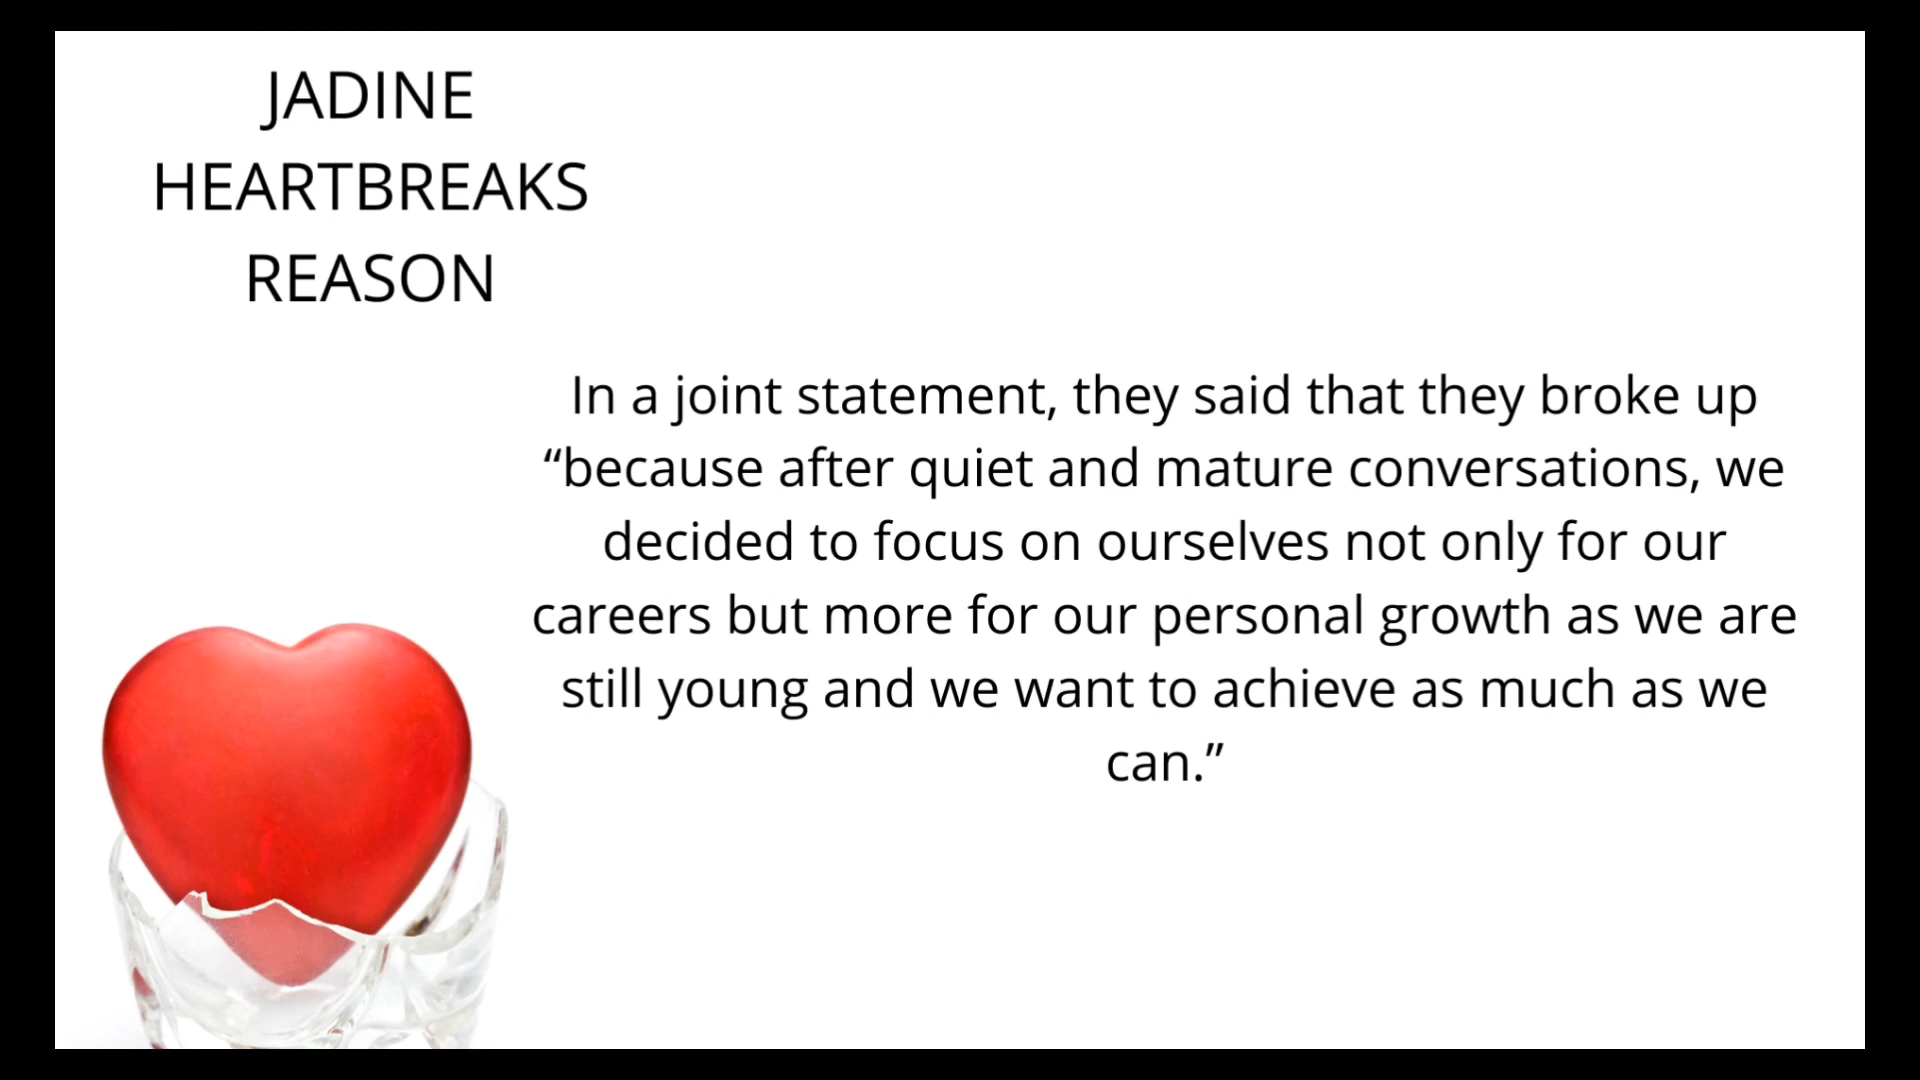 JADINE
HEARTBREAKS
REASON
In a joint statement, they said that they broke up
“because after quiet and mature conversations, we
decided to focus on ourselves not only for our
careers but more for our personal growth as we are
still young and we want to achieve as much as we
can.”